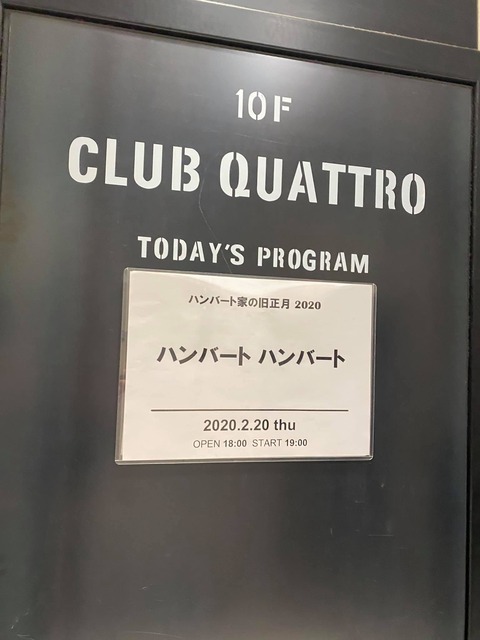 10F
CLUB QUATTRO
TODAY'S PROGRAM
ハンバート家の旧正月 2020
ハンバート ハンバート
2020.2.20 thu
OPEN 18:00 START 19:00